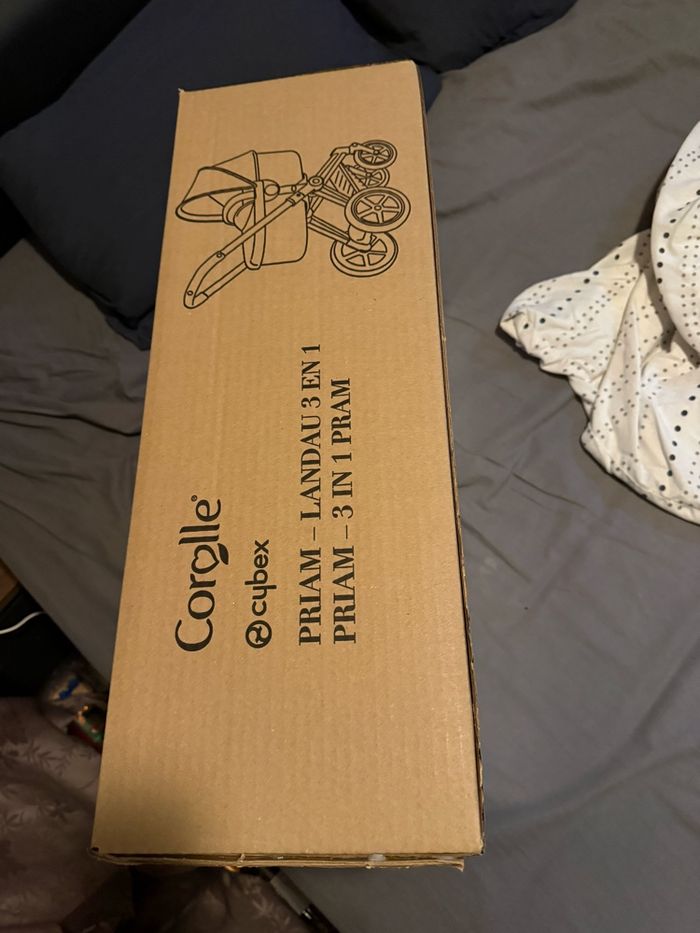 Corolle®
cybex
PRIAM – LANDAU 3 EN 1
PRIAM – 3 IN 1 PRAM